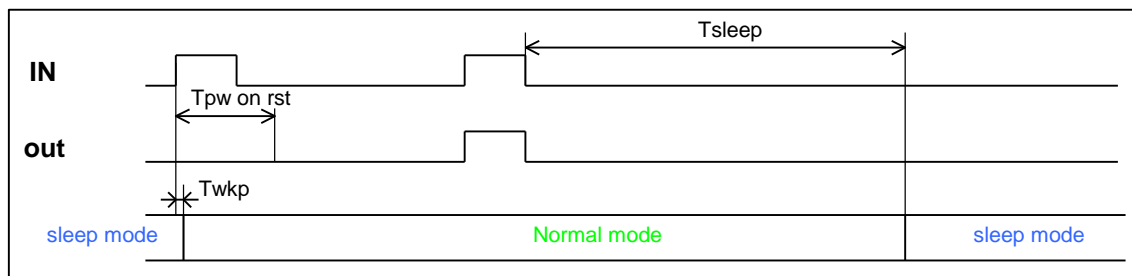 Tsleep
IN
Tpw on rst
out
Twkp
sleep mode Normal mode sleep mode